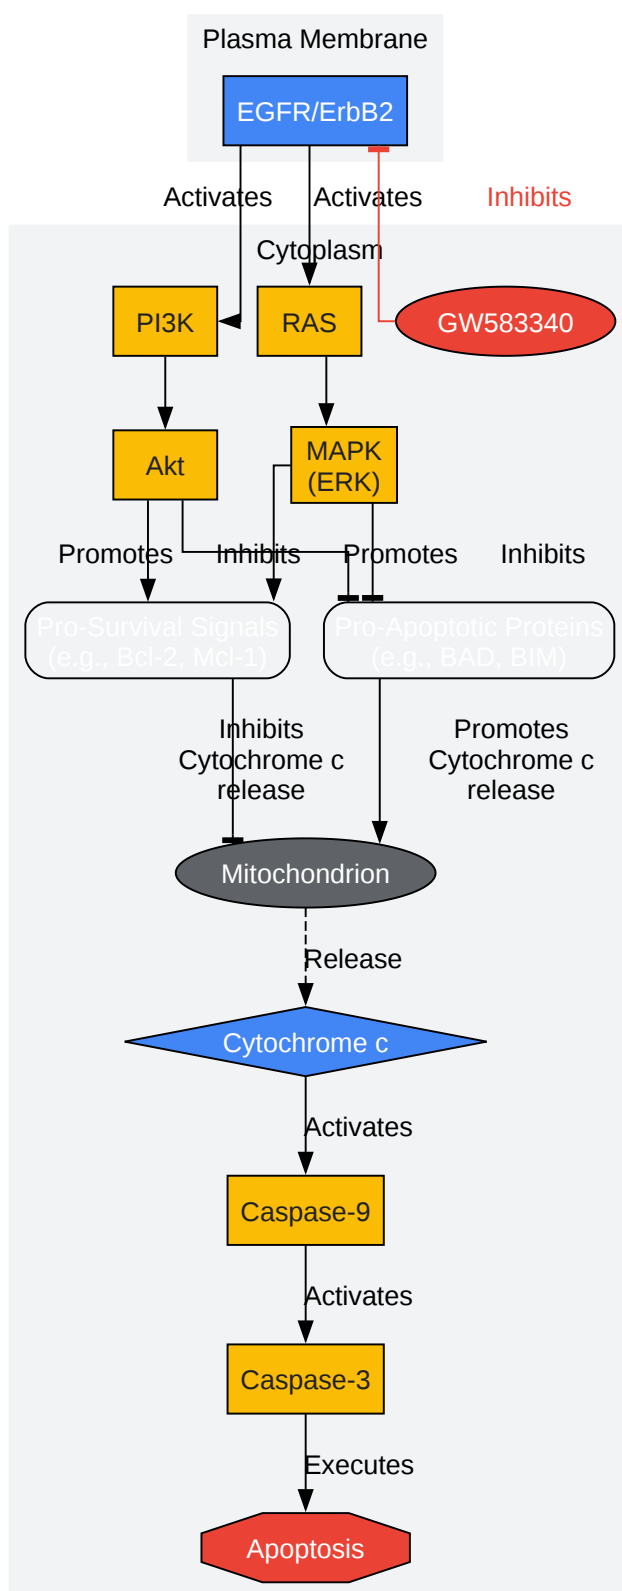 Plasma Membrane
EGFR/ErbB2
Activates
Activates
Inhibits
Cytoplasm
PI3K
RAS
GW583340
Akt
MAPK
(ERK)
Promotes
Inhibits
Promotes
Inhibits
Pro-Survival Signals
(e.g., Bcl-2, Mcl-1)
Pro-Apoptotic Proteins
(e.g., BAD, BIM)
Inhibits
Cytochrome c
release
Promotes
Cytochrome c
release
Mitochondrion
Release
Cytochrome c
Activates
Caspase-9
Activates
Caspase-3
Executes
Apoptosis